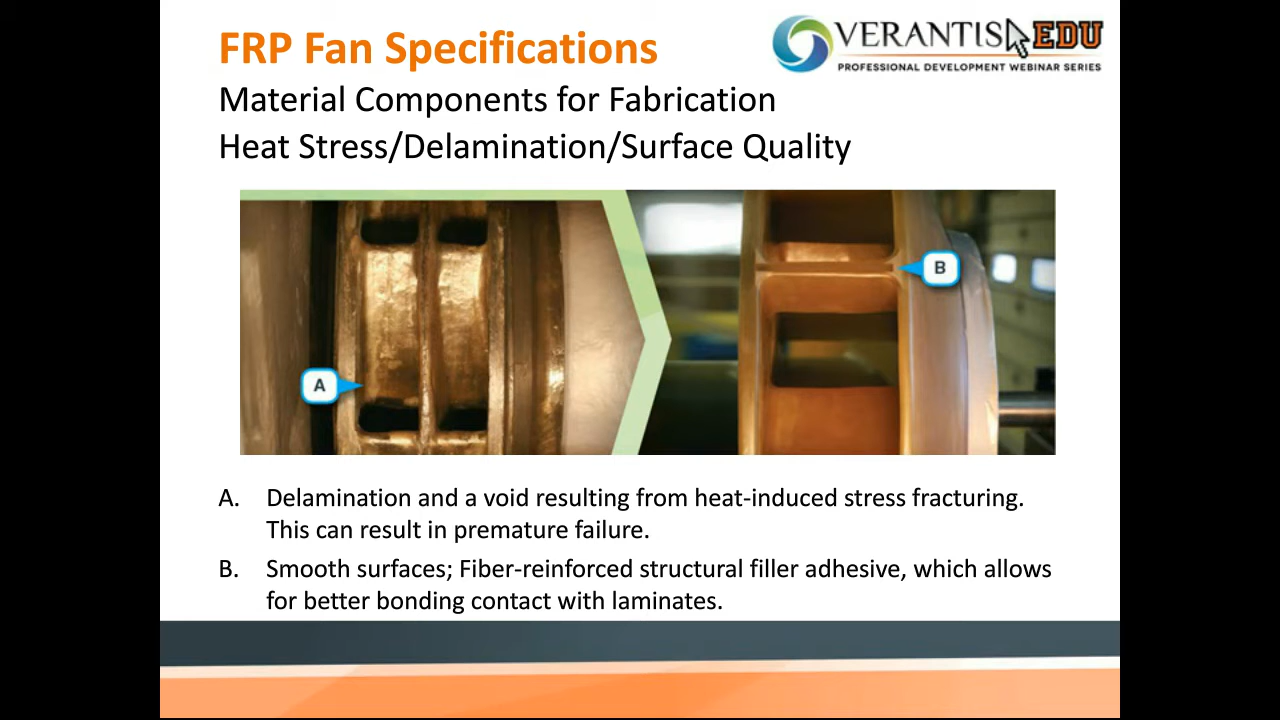 FRP Fan Specifications
VERANTIS EDU
PROFESSIONAL DEVELOPMENT WEBINAR SERIES
Material Components for Fabrication
Heat Stress/Delamination/Surface Quality
B
A
A. Delamination and a void resulting from heat-induced stress fracturing.
This can result in premature failure.
B. Smooth surfaces; Fiber-reinforced structural filler adhesive, which allows
for better bonding contact with laminates.